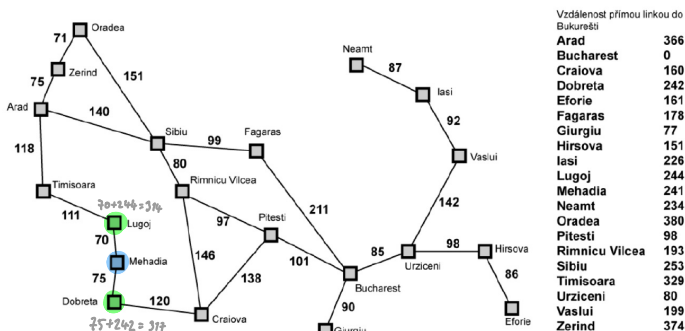 Oradea
71
Zerind
75
151
Arad
140
118
Sibiu
99
Fagaras
80
Rimnicu Vilcea
Timisoara
111
70+244=314
Lugoj
70
Mehadia
75
Dobreta
75+242=317
120
Craiova
146
97
138
Pitesti
101
211
Bucharest
90
Giurgiu
85
Urziceni
98
Hirsova
86
Eforie
142
Vaslui
92
Iasi
87
Neamt
Vzdálenost přímou linkou do
Bukurešti
Arad 366
Bucharest 0
Craiova 160
Dobreta 242
Eforie 161
Fagaras 178
Giurgiu 77
Hirsova 151
Iasi 226
Lugoj 244
Mehadia 241
Neamt 234
Oradea 380
Pitesti 98
Rimnicu Vilcea 193
Sibiu 253
Timisoara 329
Urziceni 80
Vaslui 199
Zerind 374